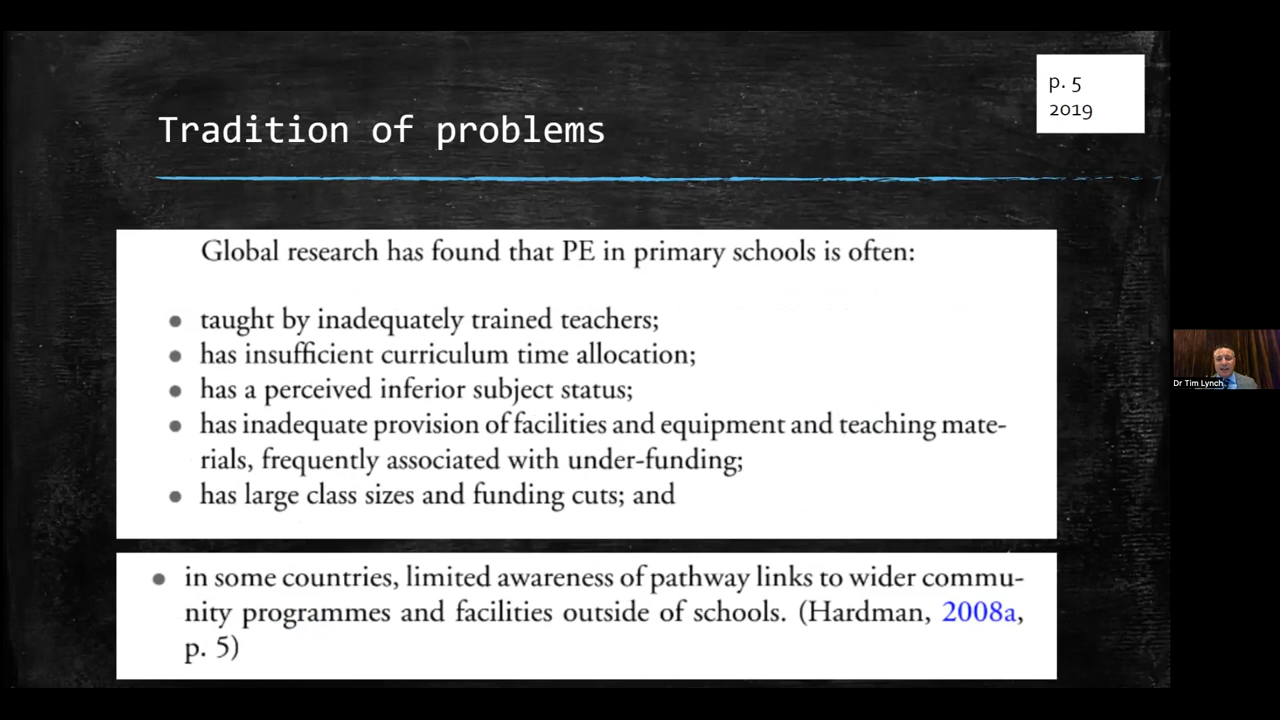 p. 5
2019
Tradition of problems
Global research has found that PE in primary schools is often:
● taught by inadequately trained teachers;
● has insufficient curriculum time allocation;
● has a perceived inferior subject status;
● has inadequate provision of facilities and equipment and teaching mate-
rials, frequently associated with under-funding;
● has large class sizes and funding cuts; and
● in some countries, limited awareness of pathway links to wider commu-
nity programmes and facilities outside of schools. (Hardman, 2008a,
p. 5)
Dr Tim Lynch